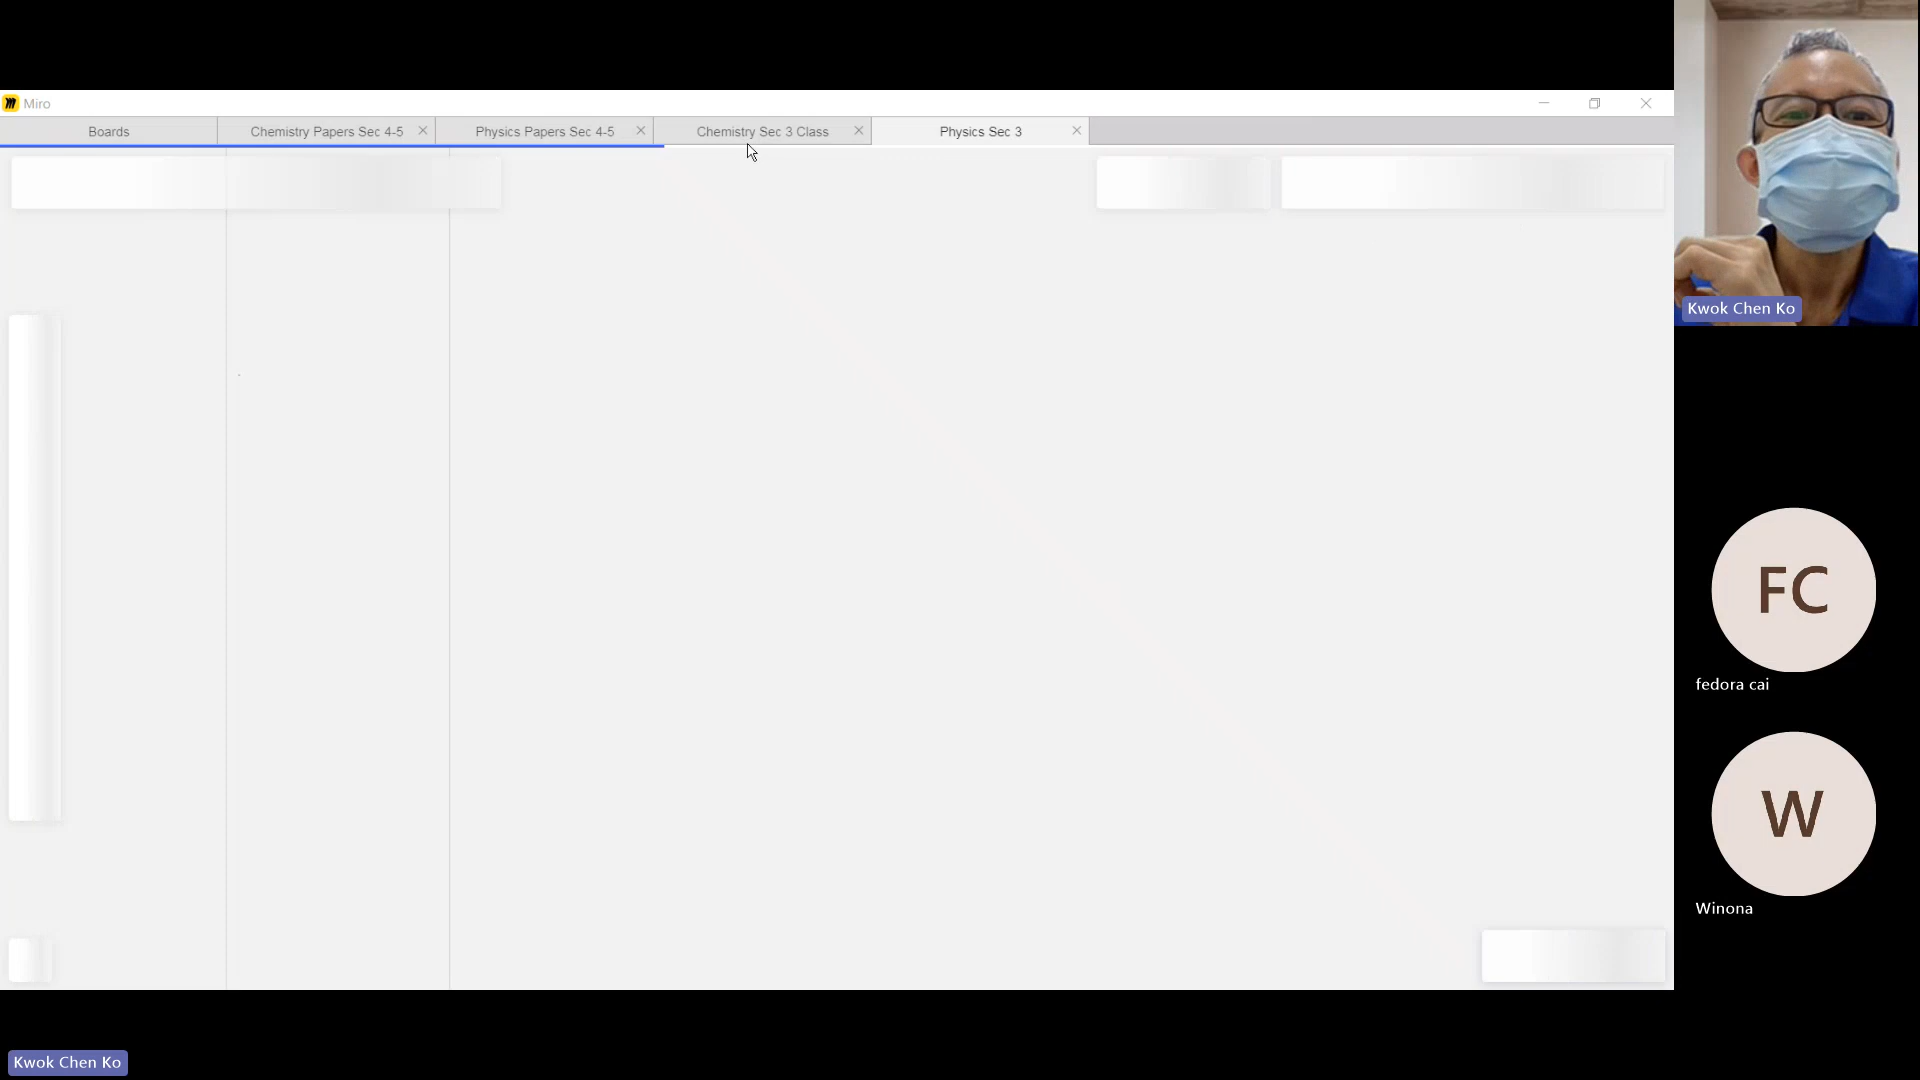 Miro
Boards
Chemistry Papers Sec 4-5
Physics Papers Sec 4-5
Chemistry Sec 3 Class
Physics Sec 3
Kwok Chen Ko
FC
fedora cai
W
Winona
Kwok Chen Ko